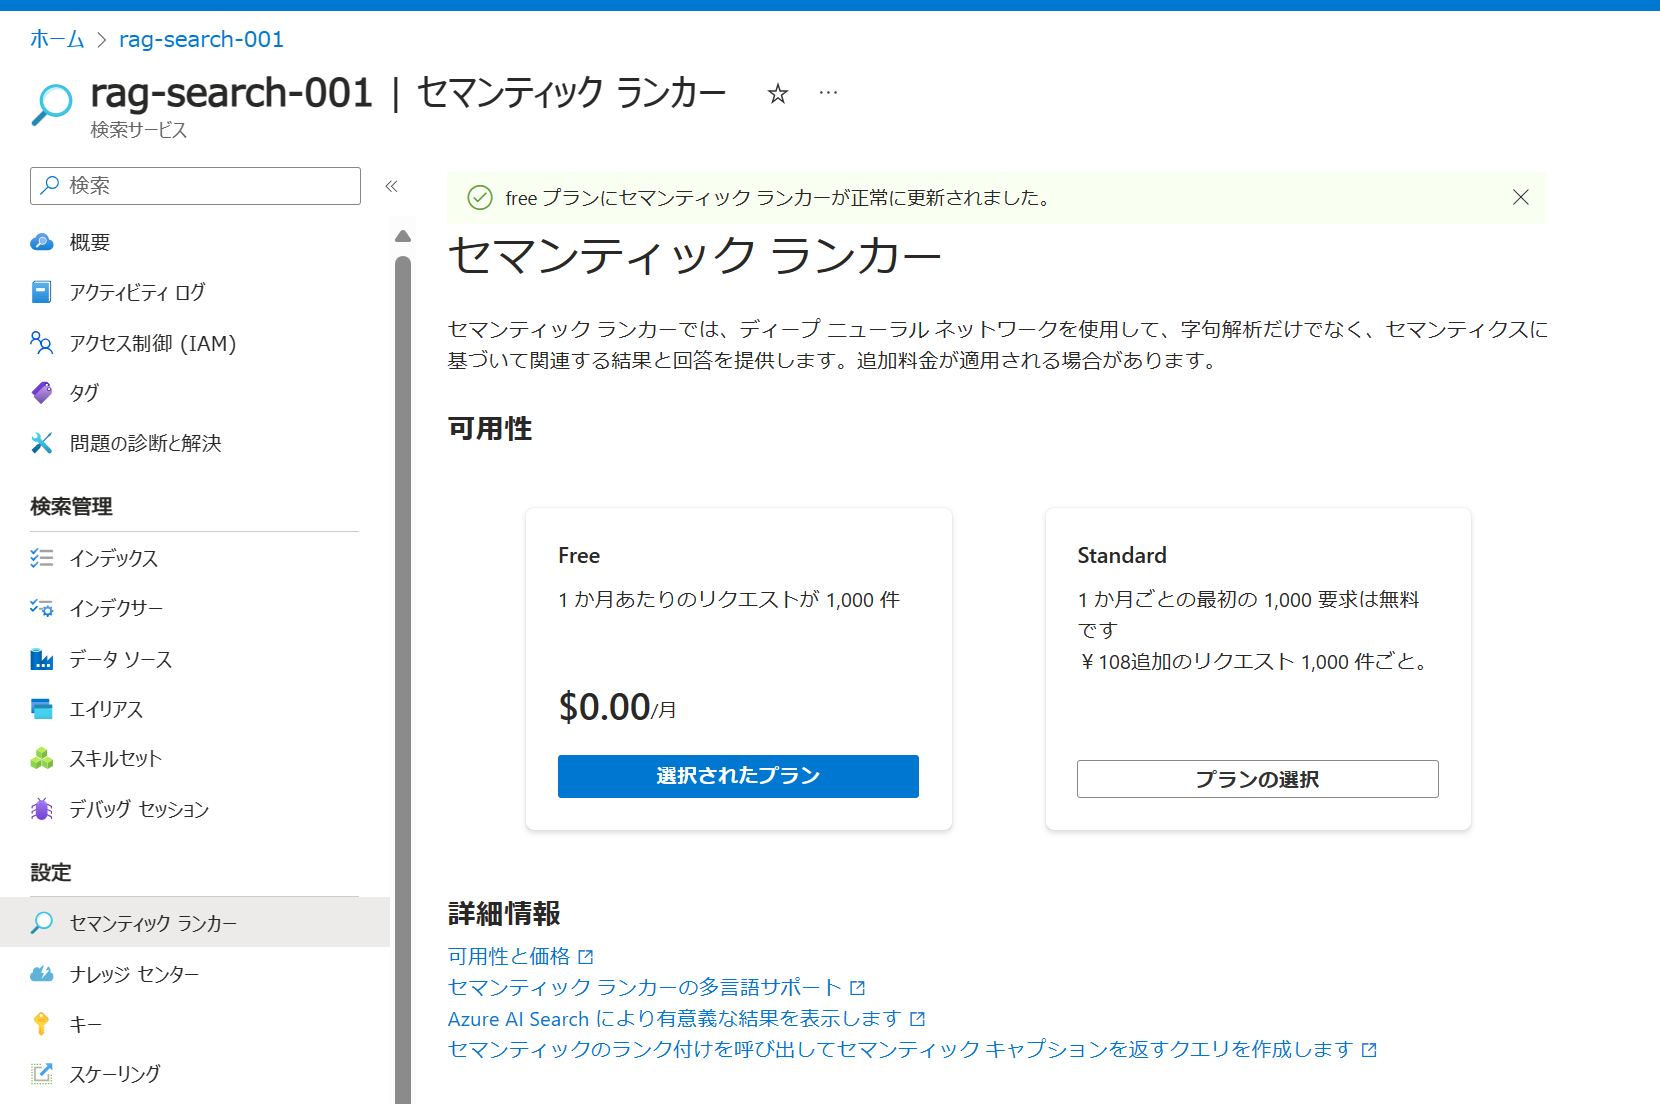 ホーム > rag-search-001
rag-search-001 | セマンティック ランカー ☆ …
検索サービス
検索
«
概要
アクティビティ ログ
アクセス制御 (IAM)
タグ
問題の診断と解決
検索管理
インデックス
インデクサー
データ ソース
エイリアス
スキルセット
デバッグ セッション
設定
セマンティック ランカー
ナレッジ センター
キー
スケーリング
free プランにセマンティック ランカーが正常に更新されました。
セマンティック ランカー
セマンティック ランカーでは、ディープ ニューラル ネットワークを使用して、字句解析だけでなく、セマンティクスに
基づいて関連する結果と回答を提供します。追加料金が適用される場合があります。
可用性
Free
1 か月あたりのリクエストが 1,000 件
$0.00/月
選択されたプラン
Standard
1 か月ごとの最初の 1,000 要求は無料
です
￥108追加のリクエスト 1,000 件ごと。
プランの選択
詳細情報
可用性と価格
セマンティック ランカーの多言語サポート
Azure AI Search により有意義な結果を表示します
セマンティックのランク付けを呼び出してセマンティック キャプションを返すクエリを作成します